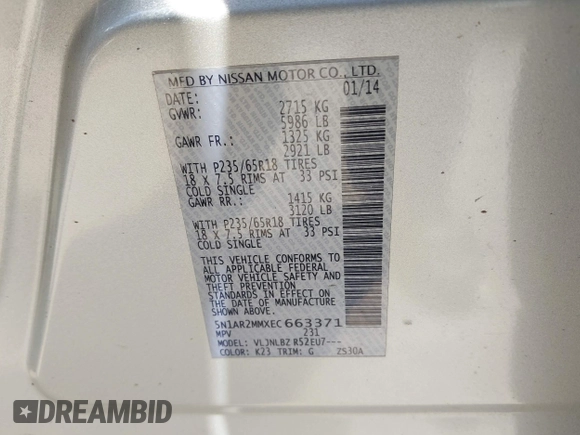 MFD BY NISSAN MOTOR CO., LTD.
DATE: 01/14
GVWR: 2715 KG
5986 LB
GAWR FR.: 1325 KG
2921 LB
WITH P235/65R18 TIRES
18 X 7.5 RIMS AT 33 PSI
COLD SINGLE
GAWR RR.: 1415 KG
3120 LB
WITH P235/65R18 TIRES
18 X 7.5 RIMS AT 33 PSI
COLD SINGLE
THIS VEHICLE CONFORMS TO
ALL APPLICABLE FEDERAL
MOTOR VEHICLE SAFETY AND
THEFT PREVENTION
STANDARDS IN EFFECT ON
THE DATE OF MANUFACTURE
SHOWN ABOVE.
5N1AR2MMXEC663371
MPV 231
MODEL: VLJNLBZ R52EU7---
COLOR: K23 TRIM: G ZS30A
DREAMBID